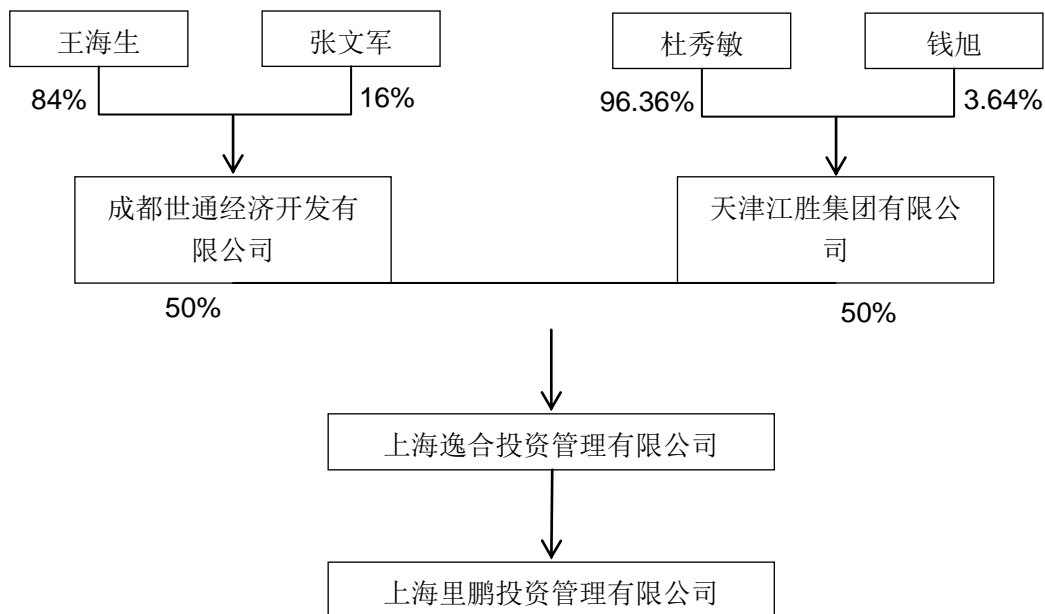 王海生
张文军
杜秀敏
钱旭
84%
16%
96.36%
3.64%
成都世通经济开发有
限公司
天津江胜集团有限公
司
50%
50%
上海逸合投资管理有限公司
上海里鹏投资管理有限公司